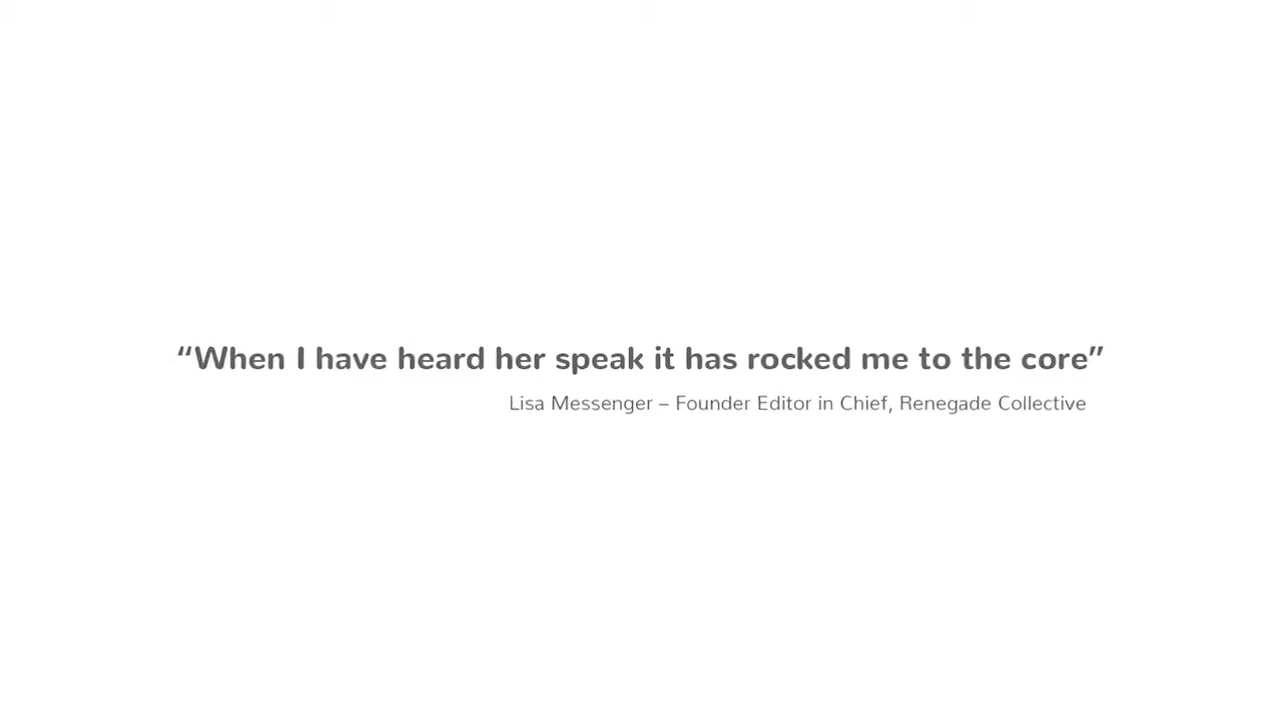 “When I have heard her speak it has rocked me to the core”
Lisa Messenger – Founder Editor in Chief, Renegade Collective